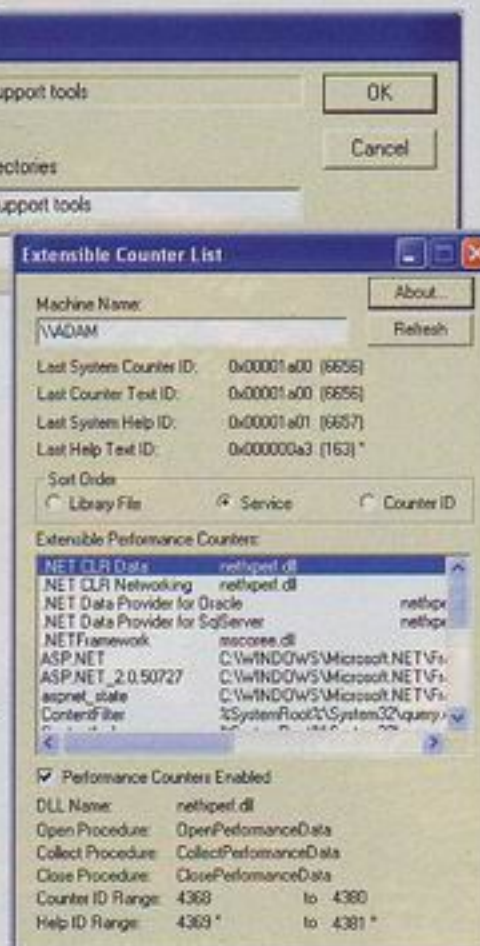 upport tools
OK
Cancel
ectories
upport tools
Extensible Counter List
Machine Name:
\\ADAM
About...
Refresh
Last System Counter ID: 0x00001a00 (6656)
Last Counter Text ID: 0x00001a00 (6656)
Last System Help ID: 0x00001a01 (6657)
Last Help Text ID: 0x000000a3 (163) *
Sort Order
Library File Service Counter ID
Extensible Performance Counters:
.NET CLR Data netfxperf.dll
.NET CLR Networking netfxperf.dll
.NET Data Provider for Oracle netfxpe
.NET Data Provider for SqlServer netfxpe
.NETFramework mscoree.dll
ASP.NET C:\WINDOWS\Microsoft.NET\Fra
ASP.NET_2.0.50727 C:\WINDOWS\Microsoft.NET\Fra
aspnet_state C:\WINDOWS\Microsoft.NET\Fra
ContentFilter %SystemRoot%\System32\query.
Performance Counters Enabled
DLL Name: netfxperf.dll
Open Procedure: OpenPerformanceData
Collect Procedure: CollectPerformanceData
Close Procedure: ClosePerformanceData
Counter ID Range: 4368 to 4380
Help ID Range: 4369 * to 4381 *